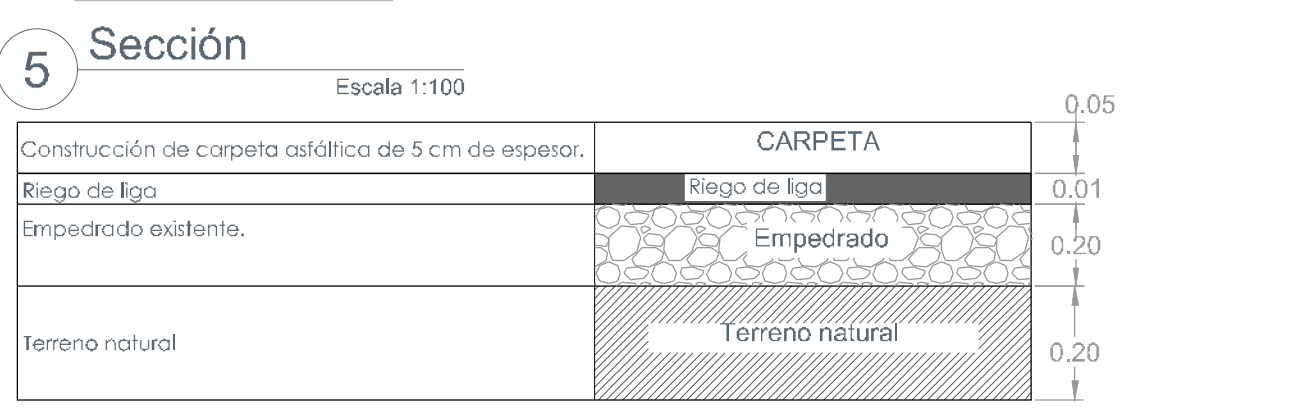 5
Sección
Escala 1:100
0.05
Construcción de carpeta asfáltica de 5 cm de espesor.
CARPETA
Riego de liga
Riego de liga
0.01
Empedrado existente.
Empedrado
0.20
Terreno natural
Terreno natural
0.20